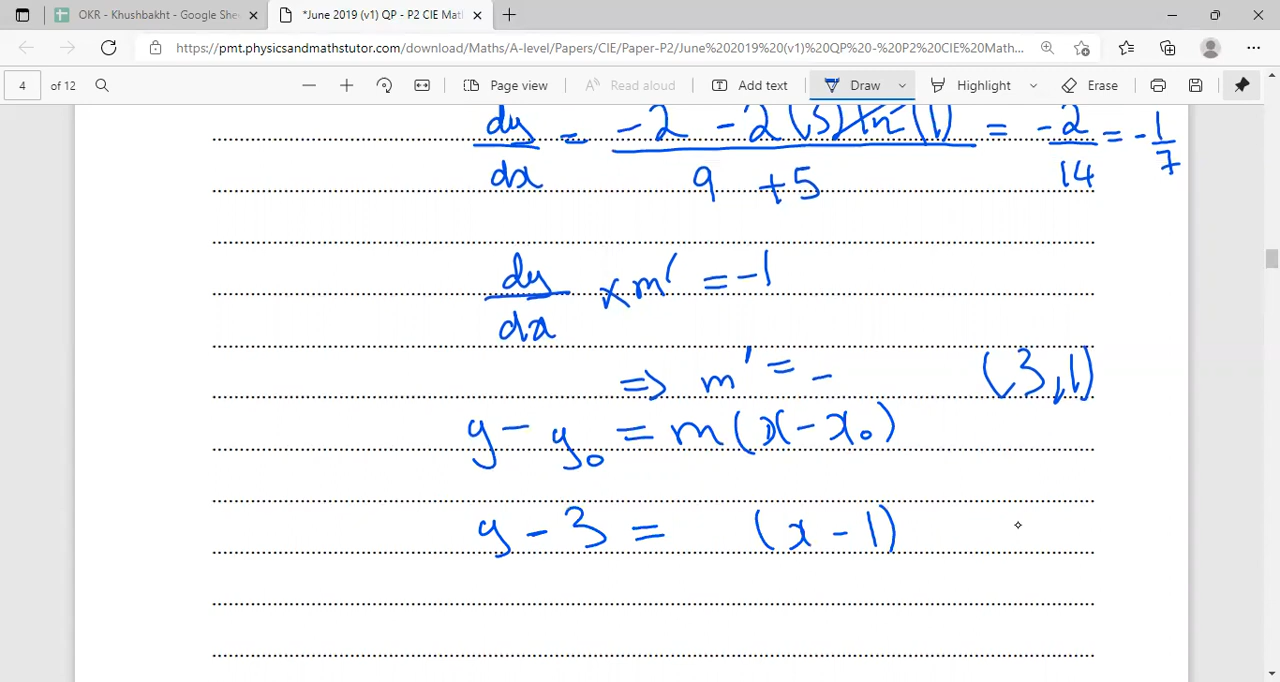 OKR - Khushbakht - Google She
*June 2019 (v1) QP - P2 CIE Mat
https://pmt.physicsandmathstutor.com/download/Maths/A-level/Papers/CIE/Paper-P2/June%202019%20(v1)%20QP%20-%20P2%20CIE%20Math...
4 of 12
Page view
Read aloud
Add text
Draw
Highlight
Erase
dy/dx = (-2 -2(3)ln(1))/(9 +5) = -2/14 = -1/7
dy/dx × m' = -1
⇒ m' = -
(3,1)
y - y₀ = m(x - x₀)
y - 3 = (x - 1)